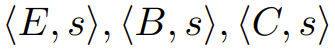 ⟨E, s⟩, ⟨B, s⟩, ⟨C, s⟩